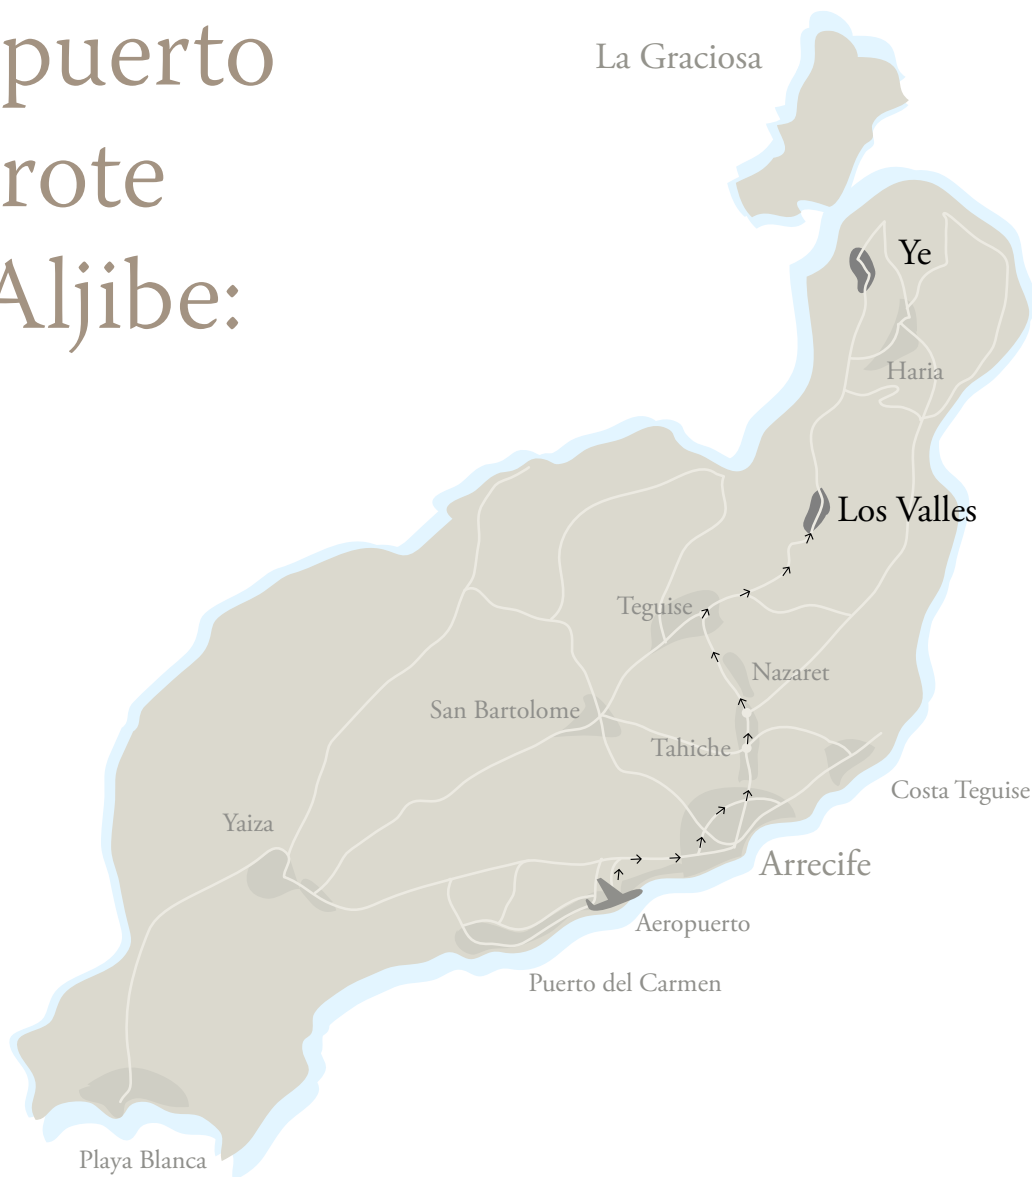 puerto
rote
Aljibe:
La Graciosa
Ye
Haria
Los Valles
Teguise
Nazaret
San Bartolome
Tahiche
Costa Teguise
Yaiza
Arrecife
Aeropuerto
Puerto del Carmen
Playa Blanca